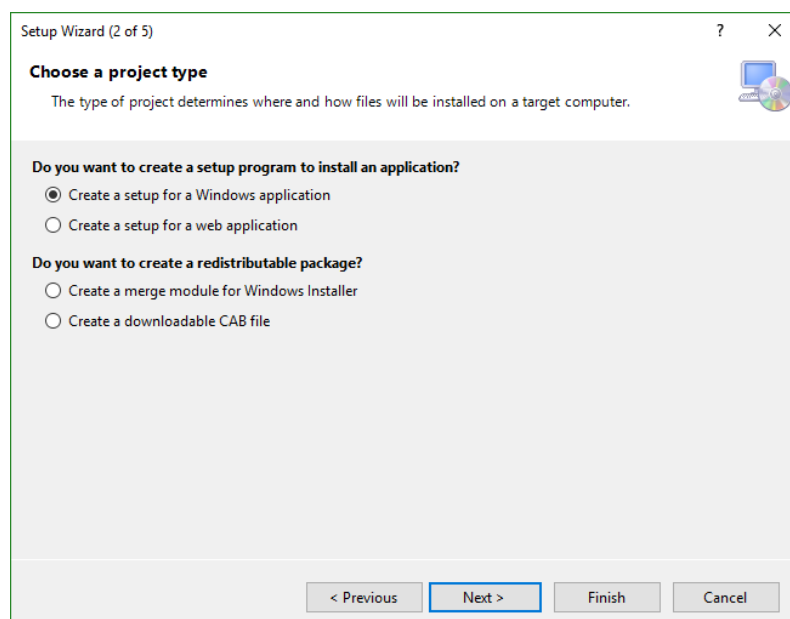 Setup Wizard (2 of 5)
?
Choose a project type
The type of project determines where and how files will be installed on a target computer.
Do you want to create a setup program to install an application?
Create a setup for a Windows application
Create a setup for a web application
Do you want to create a redistributable package?
Create a merge module for Windows Installer
Create a downloadable CAB file
< Previous
Next >
Finish
Cancel